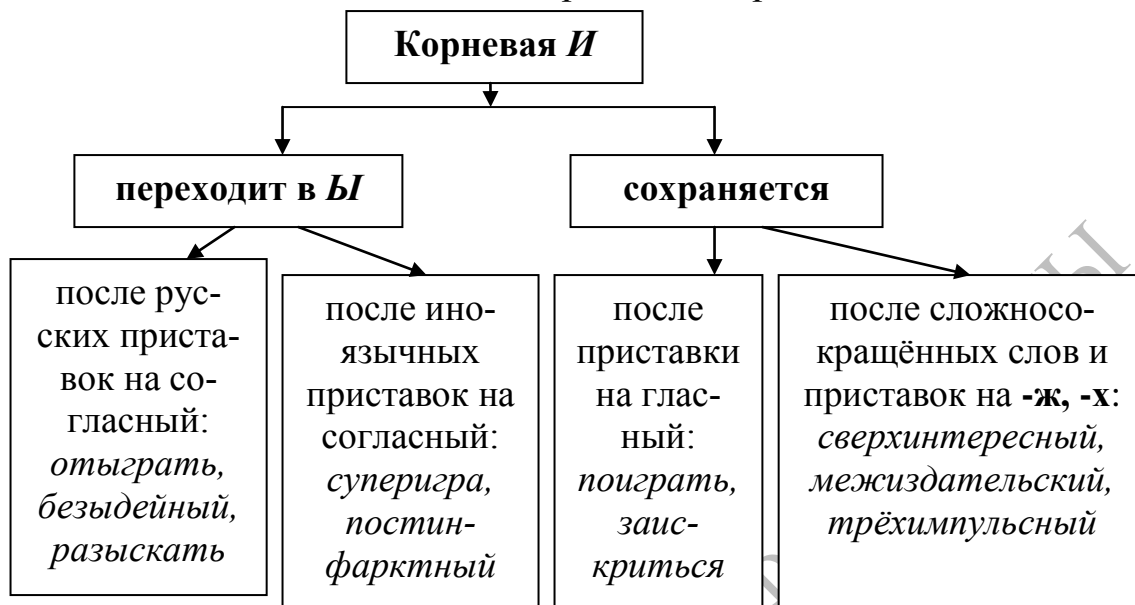 Корневая И
переходит в Ы
сохраняется
после рус-
ских приста-
вок на со-
гласный:
отыграть,
безыдейный,
разыскать
после ино-
язычных
приставок на
согласный:
суперигра,
постин-
фарктный
после
приставки
на глас-
ный:
поиграть,
заис-
криться
после сложносо-
кращённых слов и
приставок на -ж, -х:
сверхинтересный,
межиздательский,
трёхимпульсный